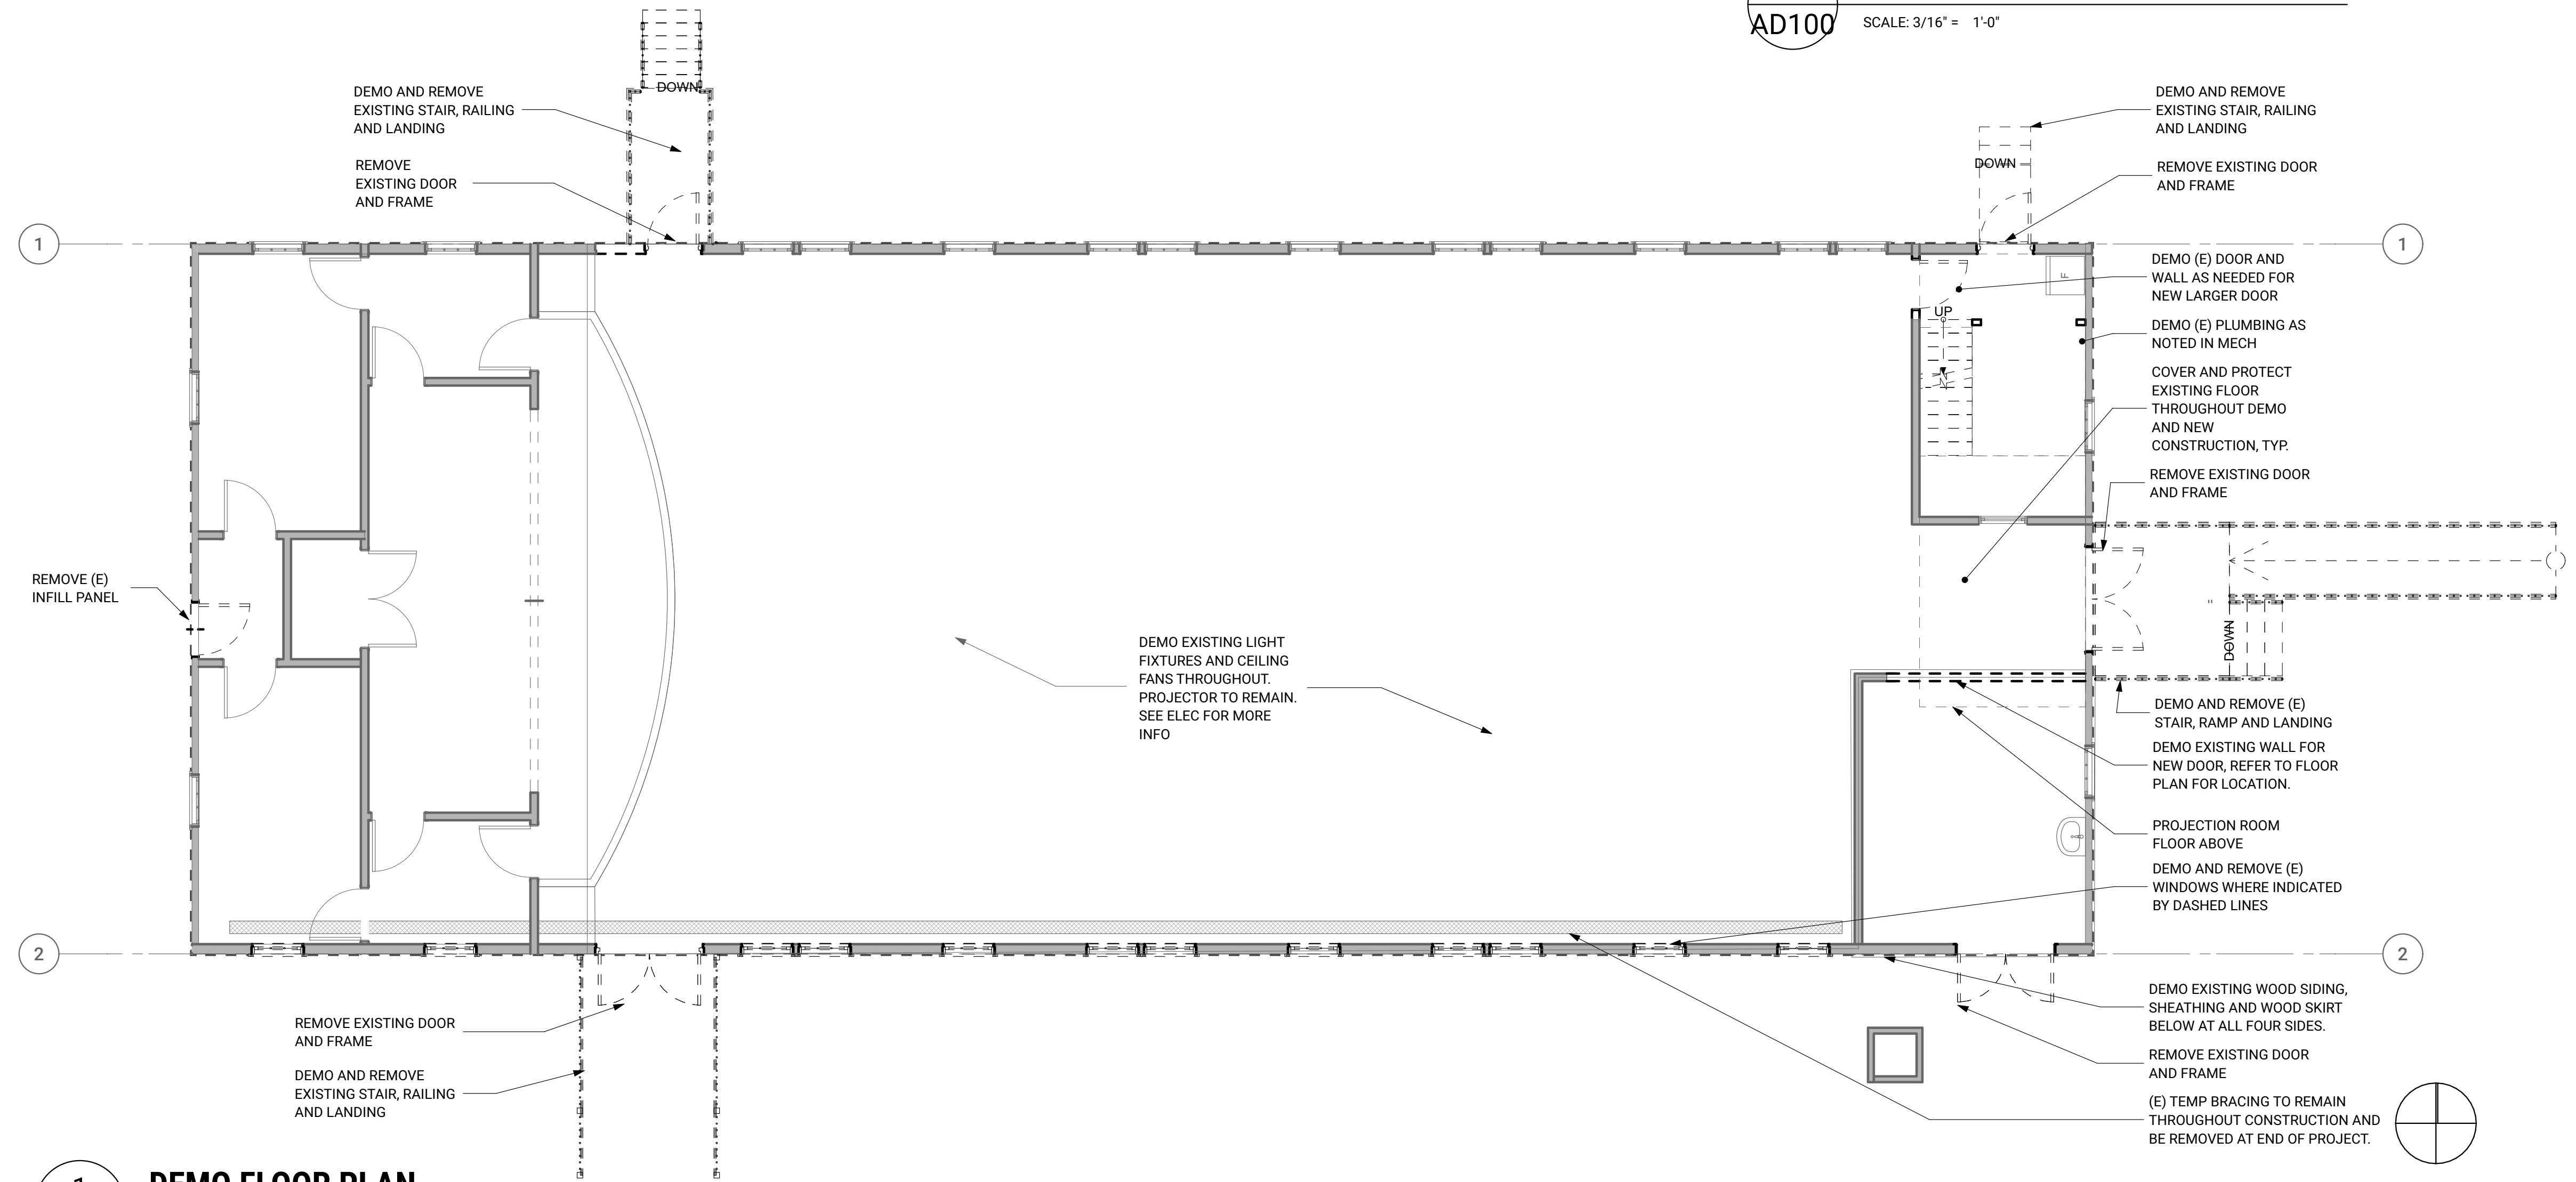 AD100
SCALE: 3/16" = 1'-0"
DEMO AND REMOVE
EXISTING STAIR, RAILING
AND LANDING
DOWN
REMOVE
EXISTING DOOR
AND FRAME
DEMO AND REMOVE
EXISTING STAIR, RAILING
AND LANDING
DOWN
REMOVE EXISTING DOOR
AND FRAME
1
1
DEMO (E) DOOR AND
WALL AS NEEDED FOR
NEW LARGER DOOR
F
UP
DEMO (E) PLUMBING AS
NOTED IN MECH
COVER AND PROTECT
EXISTING FLOOR
THROUGHOUT DEMO
AND NEW
CONSTRUCTION, TYP.
REMOVE EXISTING DOOR
AND FRAME
REMOVE (E)
INFILL PANEL
DOWN
DEMO EXISTING LIGHT
FIXTURES AND CEILING
FANS THROUGHOUT.
PROJECTOR TO REMAIN.
SEE ELEC FOR MORE
INFO
DEMO AND REMOVE (E)
STAIR, RAMP AND LANDING
DEMO EXISTING WALL FOR
NEW DOOR, REFER TO FLOOR
PLAN FOR LOCATION.
PROJECTION ROOM
FLOOR ABOVE
DEMO AND REMOVE (E)
WINDOWS WHERE INDICATED
BY DASHED LINES
2
2
DEMO EXISTING WOOD SIDING,
SHEATHING AND WOOD SKIRT
BELOW AT ALL FOUR SIDES.
REMOVE EXISTING DOOR
AND FRAME
REMOVE EXISTING DOOR
AND FRAME
DEMO AND REMOVE
EXISTING STAIR, RAILING
AND LANDING
(E) TEMP BRACING TO REMAIN
THROUGHOUT CONSTRUCTION AND
BE REMOVED AT END OF PROJECT.
1
DEMO FLOOR PLAN